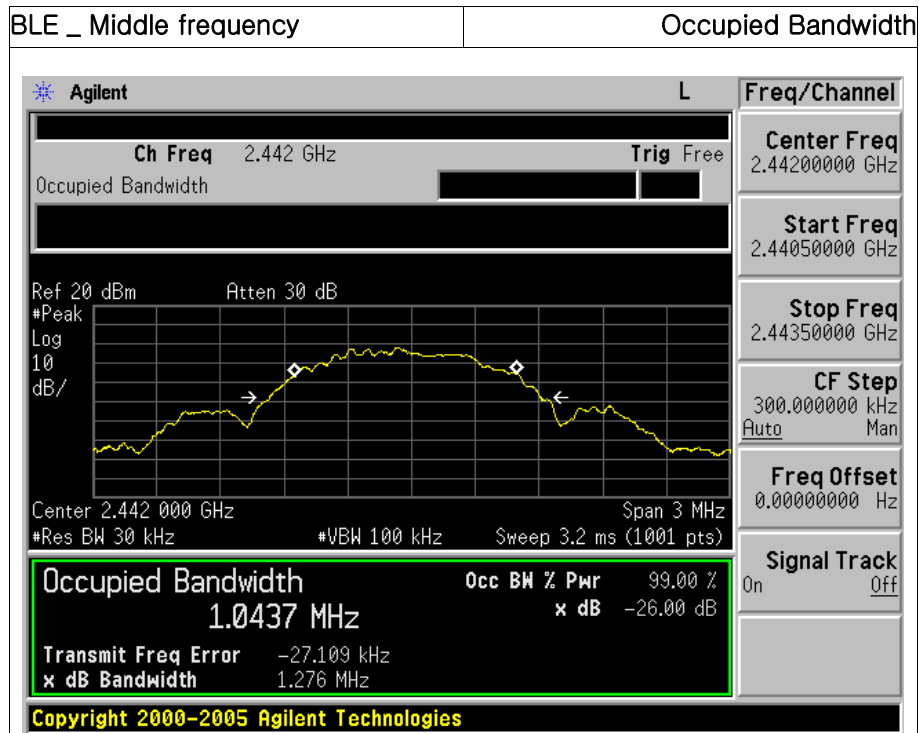 BLE _ Middle frequency
Occupied Bandwidth
Agilent
L
Freq/Channel
Ch Freq 2.442 GHz
Trig Free
Occupied Bandwidth
Center Freq
2.44200000 GHz
Start Freq
2.44050000 GHz
Stop Freq
2.44350000 GHz
CF Step
300.000000 kHz
Auto Man
Freq Offset
0.00000000 Hz
Signal Track
On Off
Ref 20 dBm Atten 30 dB
#Peak
Log
10
dB/
Center 2.442 000 GHz Span 3 MHz
#Res BW 30 kHz #VBW 100 kHz Sweep 3.2 ms (1001 pts)
Occupied Bandwidth
1.0437 MHz
Occ BW % Pwr 99.00 %
x dB -26.00 dB
Transmit Freq Error -27.109 kHz
x dB Bandwidth 1.276 MHz
Copyright 2000-2005 Agilent Technologies